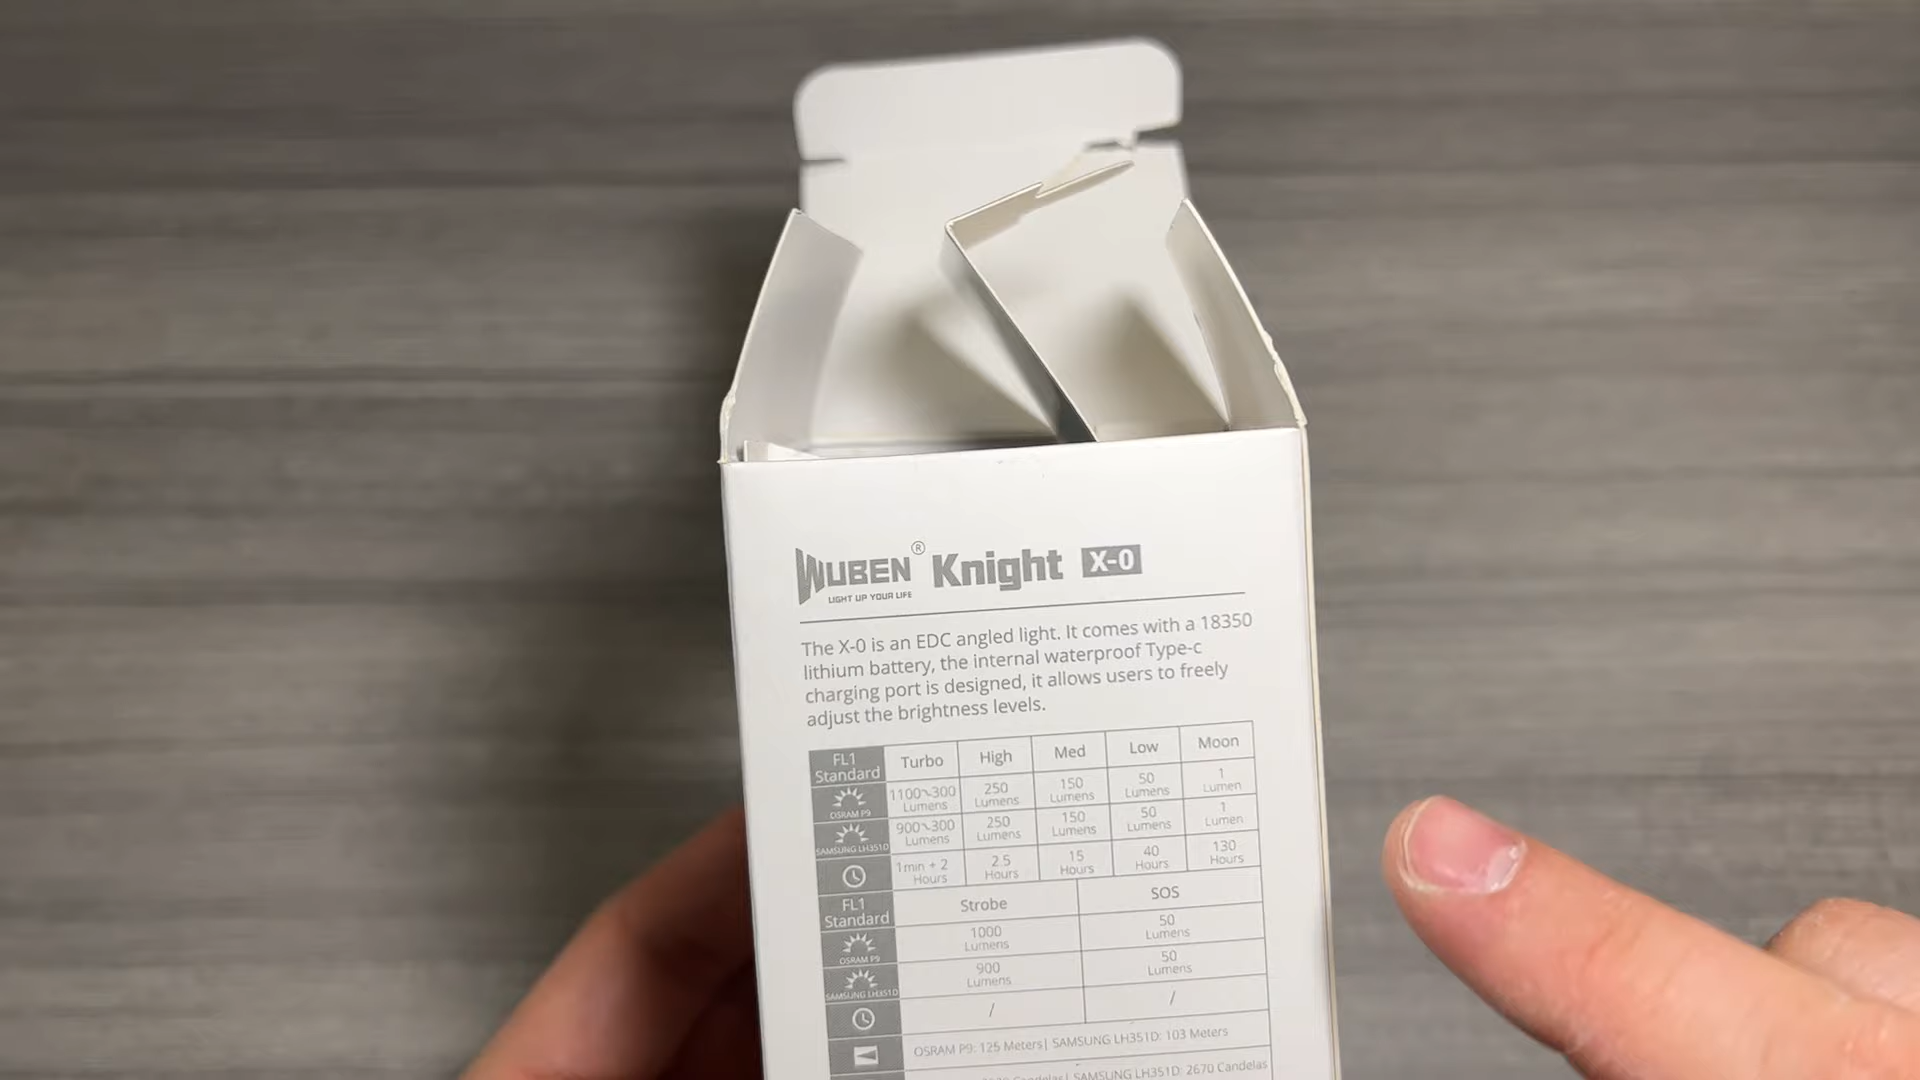 WUBEN® Knight X-0
LIGHT UP YOUR LIFE
The X-0 is an EDC angled light. It comes with a 18350
lithium battery, the internal waterproof Type-c
charging port is designed, it allows users to freely
adjust the brightness levels.
FL1 Standard Turbo High Med Low Moon
OSRAM P9 1100↘300 Lumens 250 Lumens 150 Lumens 50 Lumens 1 Lumen
SAMSUNG LH351D 900↘300 Lumens 250 Lumens 150 Lumens 50 Lumens 1 Lumen
1min + 2 Hours 2.5 Hours 15 Hours 40 Hours 130 Hours
FL1 Standard Strobe SOS
OSRAM P9 1000 Lumens 50 Lumens
SAMSUNG LH351D 900 Lumens 50 Lumens
/ /
OSRAM P9: 125 Meters| SAMSUNG LH351D: 103 Meters
Candelas| SAMSUNG LH351D: 2670 Candelas